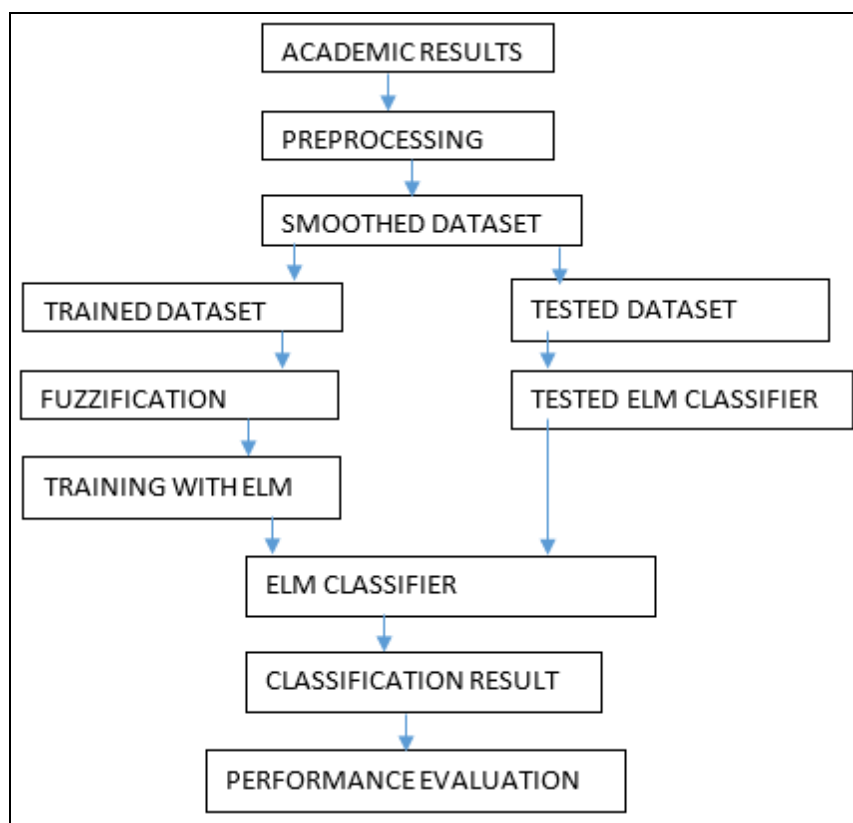 ACADEMIC RESULTS
PREPROCESSING
SMOOTHED DATASET
TRAINED DATASET
TESTED DATASET
FUZZIFICATION
TESTED ELM CLASSIFIER
TRAINING WITH ELM
ELM CLASSIFIER
CLASSIFICATION RESULT
PERFORMANCE EVALUATION